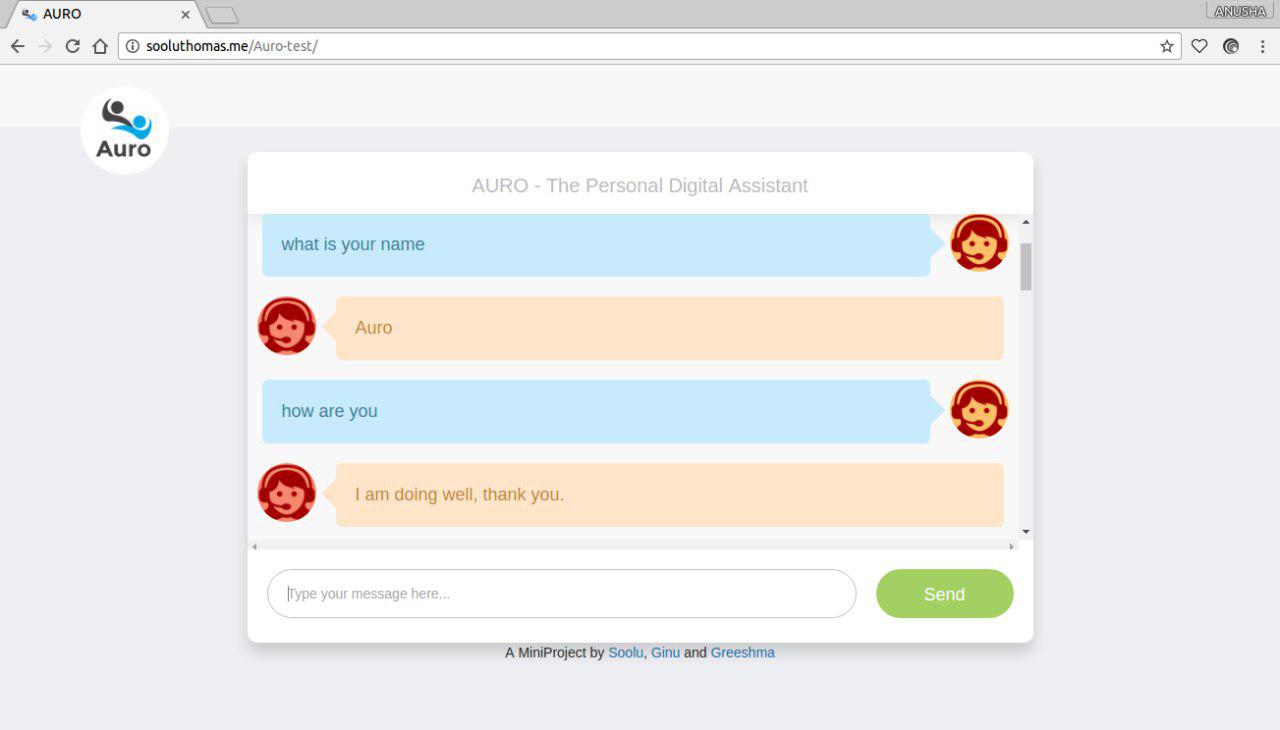 AURO
ANUSHA
sooluthomas.me/Auro-test/
Auro
AURO - The Personal Digital Assistant
what is your name
Auro
how are you
I am doing well, thank you.
Type your message here...
Send
A MiniProject by Soolu, Ginu and Greeshma